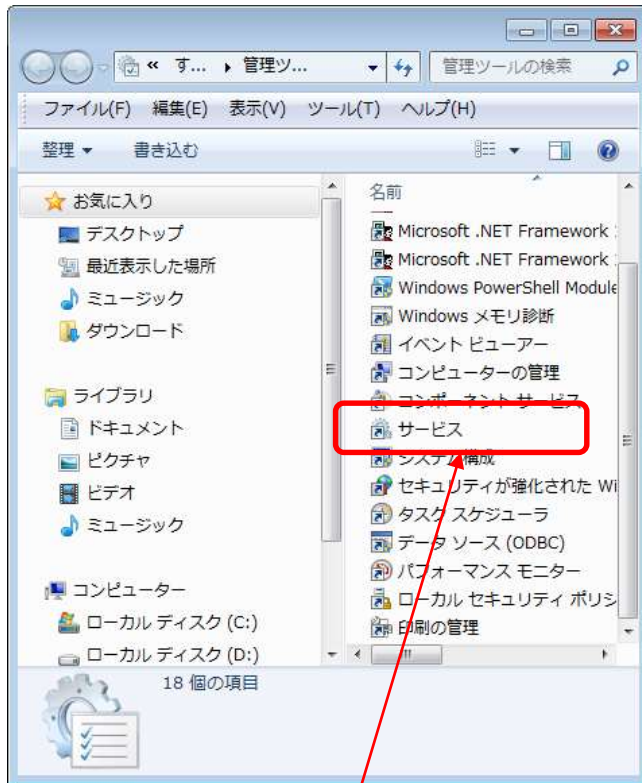 « す... 管理ツ... 管理ツールの検索
ファイル(F) 編集(E) 表示(V) ツール(T) ヘルプ(H)
整理 書き込む
お気に入り
デスクトップ
最近表示した場所
ミュージック
ダウンロード
ライブラリ
ドキュメント
ピクチャ
ビデオ
ミュージック
コンピューター
ローカル ディスク (C:)
ローカル ディスク (D:)
名前
Microsoft .NET Framework
Microsoft .NET Framework
Windows PowerShell Module
Windows メモリ診断
イベント ビューアー
コンピューターの管理
コンポーネント サービス
サービス
システム構成
セキュリティが強化された Wi
タスク スケジューラ
データ ソース (ODBC)
パフォーマンス モニター
ローカル セキュリティ ポリシ
印刷の管理
18 個の項目